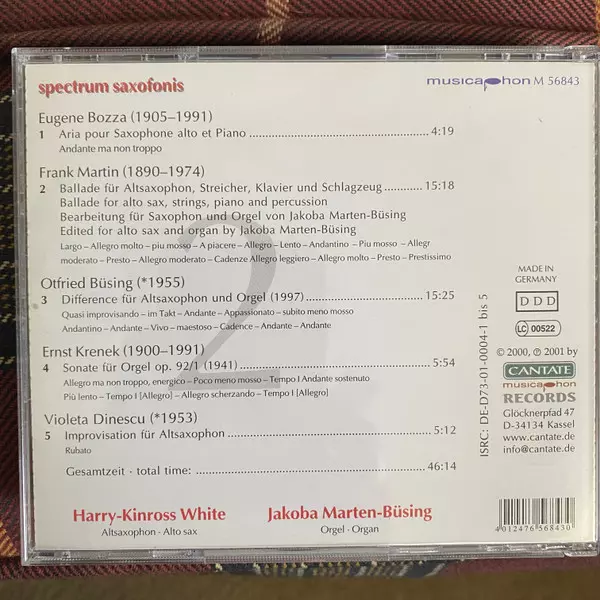 spectrum saxofonis
musicaphon M 56843
Eugene Bozza (1905–1991)
1 Aria pour Saxophone alto et Piano 4:19
Andante ma non troppo
Frank Martin (1890–1974)
2 Ballade für Altsaxophon, Streicher, Klavier und Schlagzeug 15:18
Ballade for alto sax, strings, piano and percussion
Bearbeitung für Saxophon und Orgel von Jakoba Marten-Büsing
Edited for alto sax and organ by Jakoba Marten-Büsing
Largo – Allegro molto – piu mosso – A piacere – Allegro – Lento – Andantino – Piu mosso – Allegr
moderato – Presto – Allegro moderato – Cadenze Allegro leggiero – Allegro molto – Presto – Prestissimo
Otfried Büsing (*1955)
3 Difference für Altsaxophon und Orgel (1997) 15:25
Quasi improvisando – im Takt – Andante – Appassionato – subito meno mosso
Andantino – Andante – Vivo – maestoso – Cadence – Andante – Andante
Ernst Krenek (1900–1991)
4 Sonate für Orgel op. 92/1 (1941) 5:54
Allegro ma non troppo, energico – Poco meno mosso – Tempo I Andante sostenuto
Più lento – Tempo I [Allegro] – Allegro scherzando – Tempo I [Allegro]
Violeta Dinescu (*1953)
5 Improvisation für Altsaxophon 5:12
Rubato
Gesamtzeit - total time: 46:14
2
Harry-Kinross White
Altsaxophon - Alto sax
Jakoba Marten-Büsing
Orgel - Organ
ISRC: DE-D73-01-0004-1 bis 5
MADE IN
GERMANY
DDD
LC 00522
© 2000, ℗ 2001 by
CANTATE
musicaphon
RECORDS
Glöcknerpfad 47
D-34134 Kassel
www.cantate.de
info@cantate.de
4012476568430